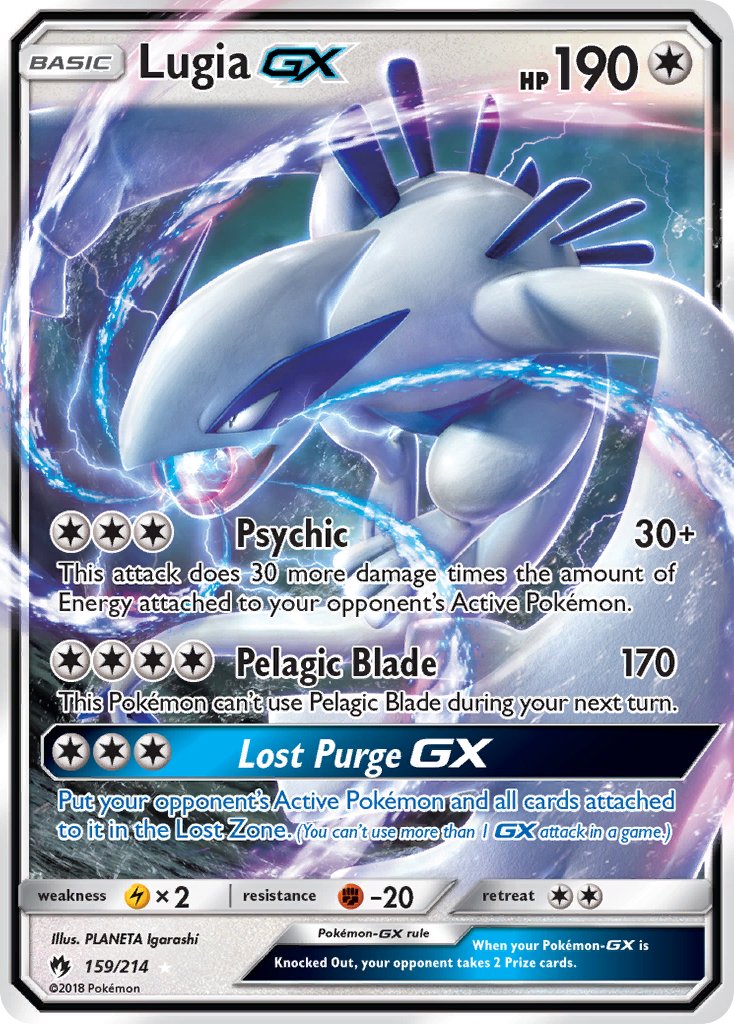 BASIC Lugia GX HP 190
Psychic 30+
This attack does 30 more damage times the amount of
Energy attached to your opponent's Active Pokémon.
Pelagic Blade 170
This Pokémon can't use Pelagic Blade during your next turn.
Lost Purge GX
Put your opponent's Active Pokémon and all cards attached
to it in the Lost Zone. (You can't use more than 1 GX attack in a game.)
weakness × 2 resistance -20 retreat
Illus. PLANETA Igarashi
Pokémon-GX rule
When your Pokémon-GX is
Knocked Out, your opponent takes 2 Prize cards.
159/214
©2018 Pokémon